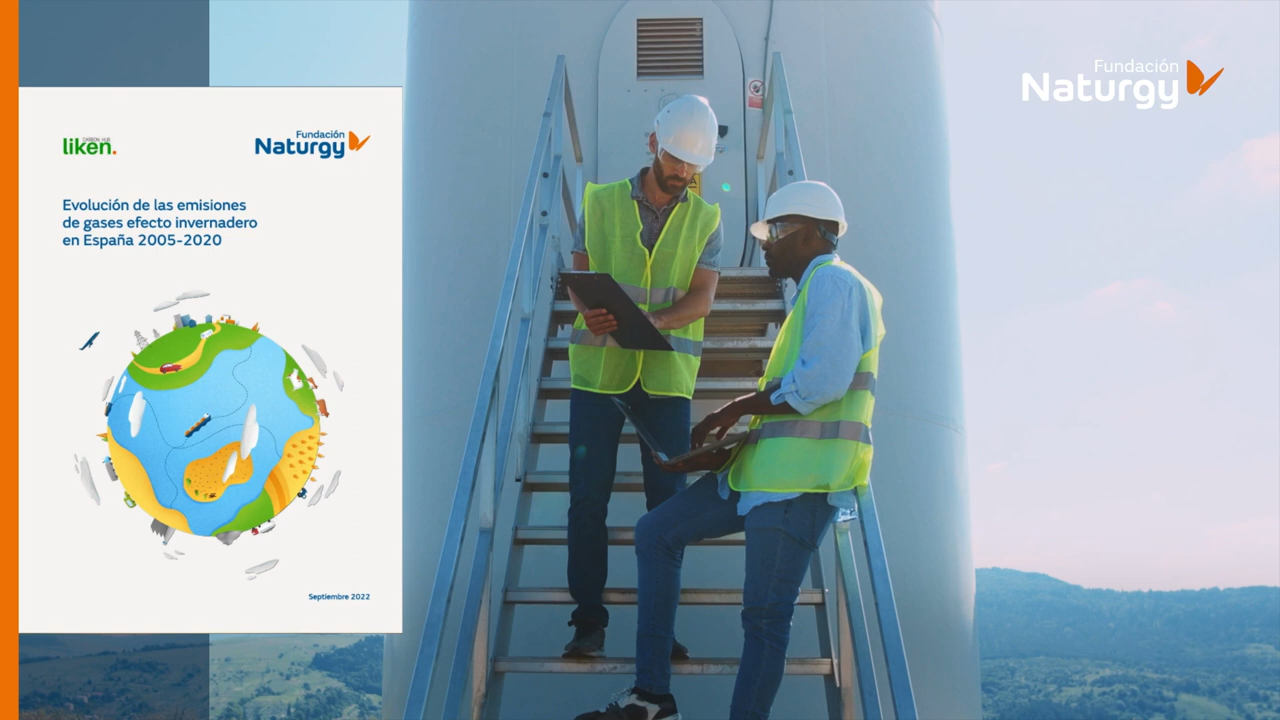 liken.
CARBON HUB
Fundación
Naturgy
Evolución de las emisiones
de gases efecto invernadero
en España 2005-2020
Septiembre 2022
Fundación
Naturgy